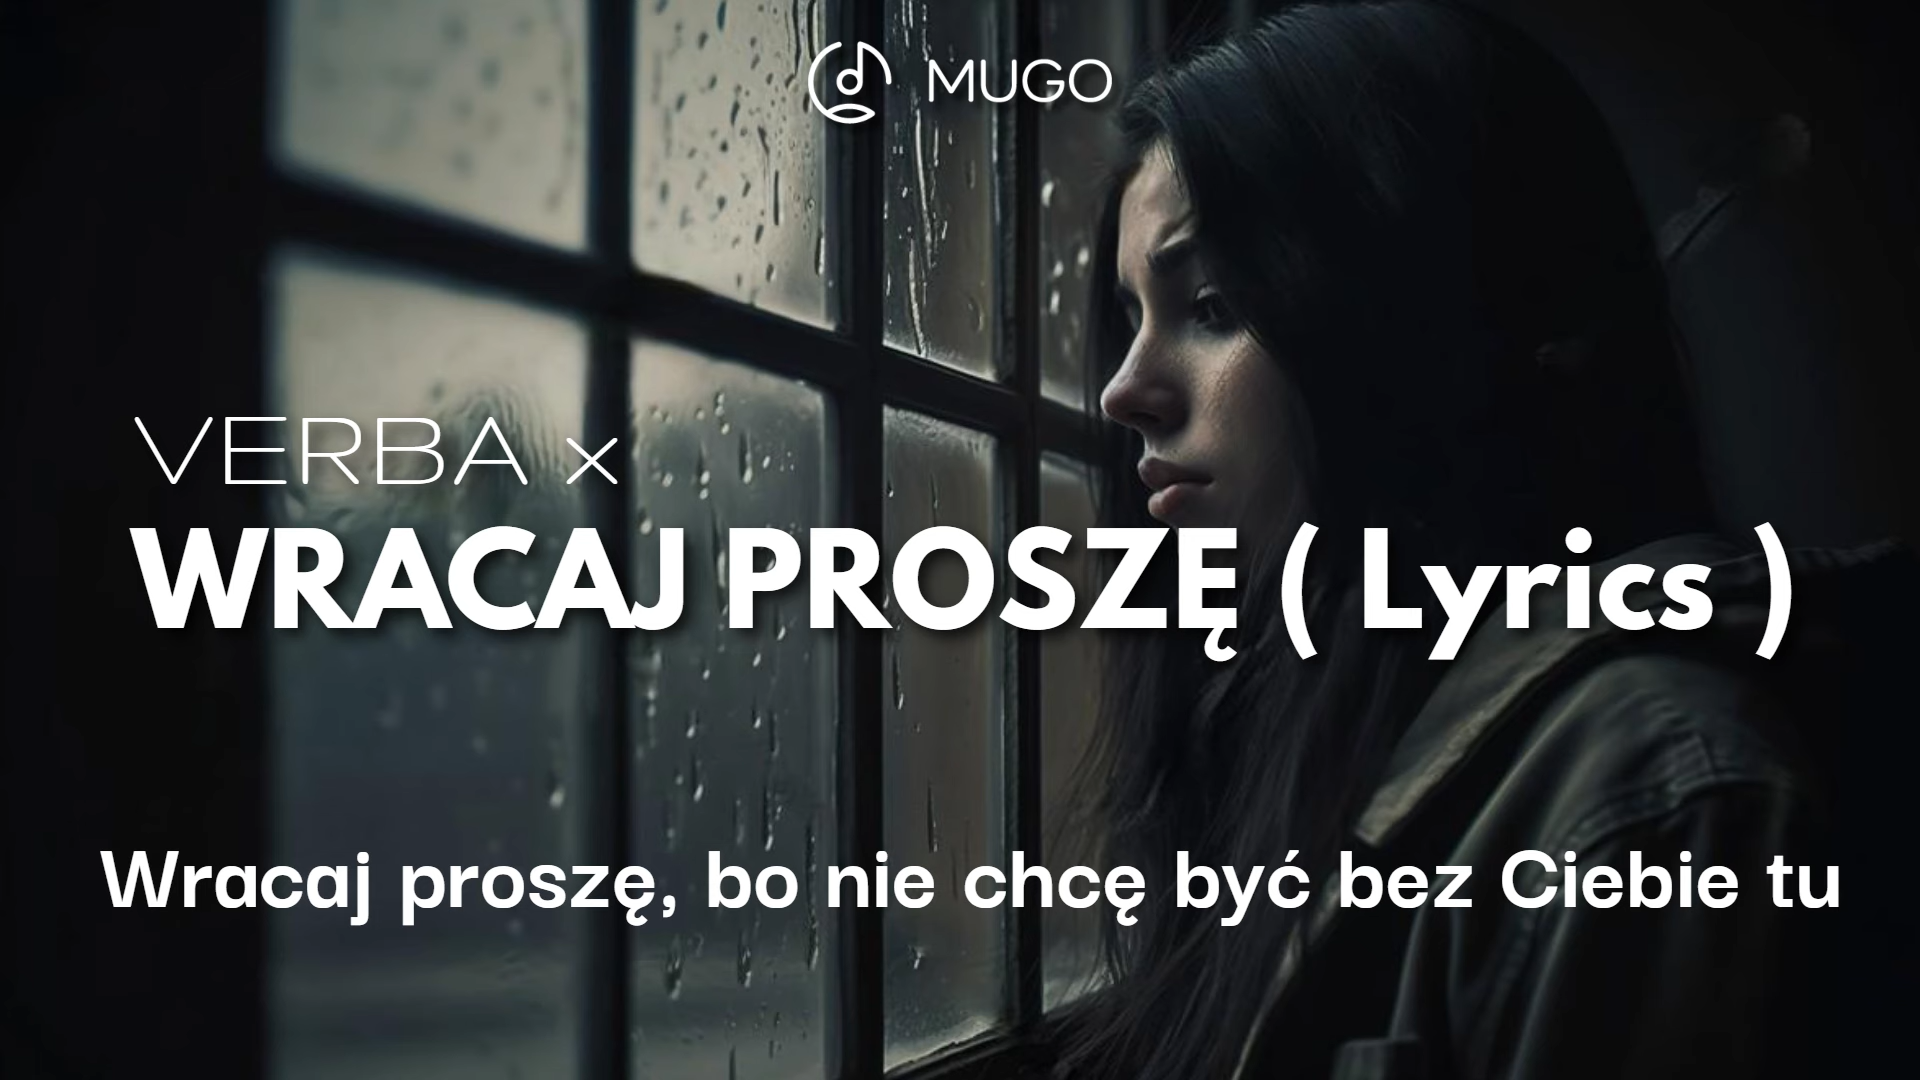 MUGO
VERBA x
WRACAJ PROSZĘ ( Lyrics )
Wracaj proszę, bo nie chcę być bez Ciebie tu